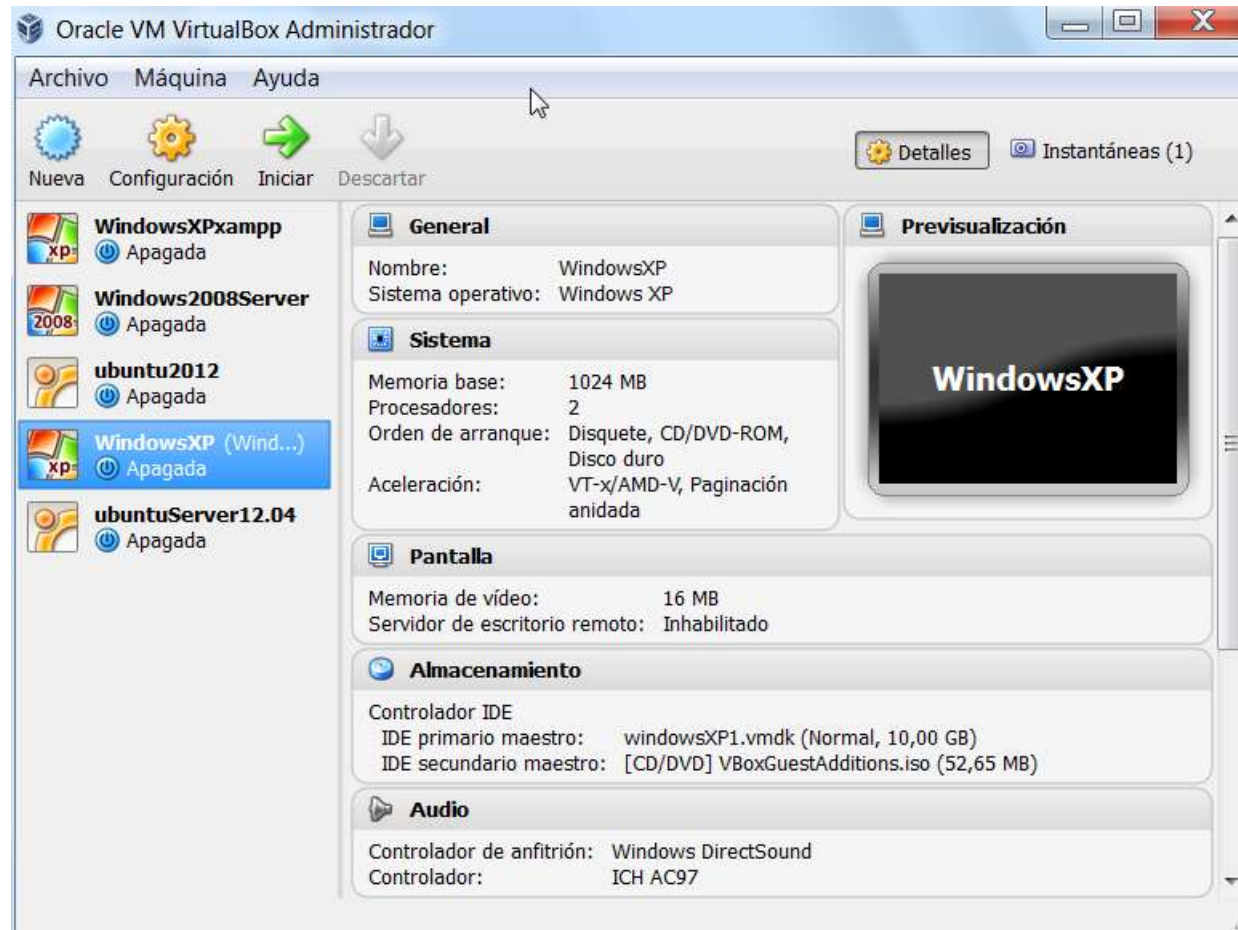 Oracle VM VirtualBox Administrador
Archivo Máquina Ayuda
Nueva Configuración Iniciar Descartar
Detalles Instantáneas (1)
WindowsXPxampp
Apagada
Windows2008Server
Apagada
ubuntu2012
Apagada
WindowsXP (Wind...)
Apagada
ubuntuServer12.04
Apagada
xp
2008
xp
General
Nombre: WindowsXP
Sistema operativo: Windows XP
Sistema
Memoria base: 1024 MB
Procesadores: 2
Orden de arranque: Disquete, CD/DVD-ROM,
Disco duro
Aceleración: VT-x/AMD-V, Paginación
anidada
Previsualización
WindowsXP
Pantalla
Memoria de vídeo: 16 MB
Servidor de escritorio remoto: Inhabilitado
Almacenamiento
Controlador IDE
IDE primario maestro: windowsXP1.vmdk (Normal, 10,00 GB)
IDE secundario maestro: [CD/DVD] VBoxGuestAdditions.iso (52,65 MB)
Audio
Controlador de anfitrión: Windows DirectSound
Controlador: ICH AC97